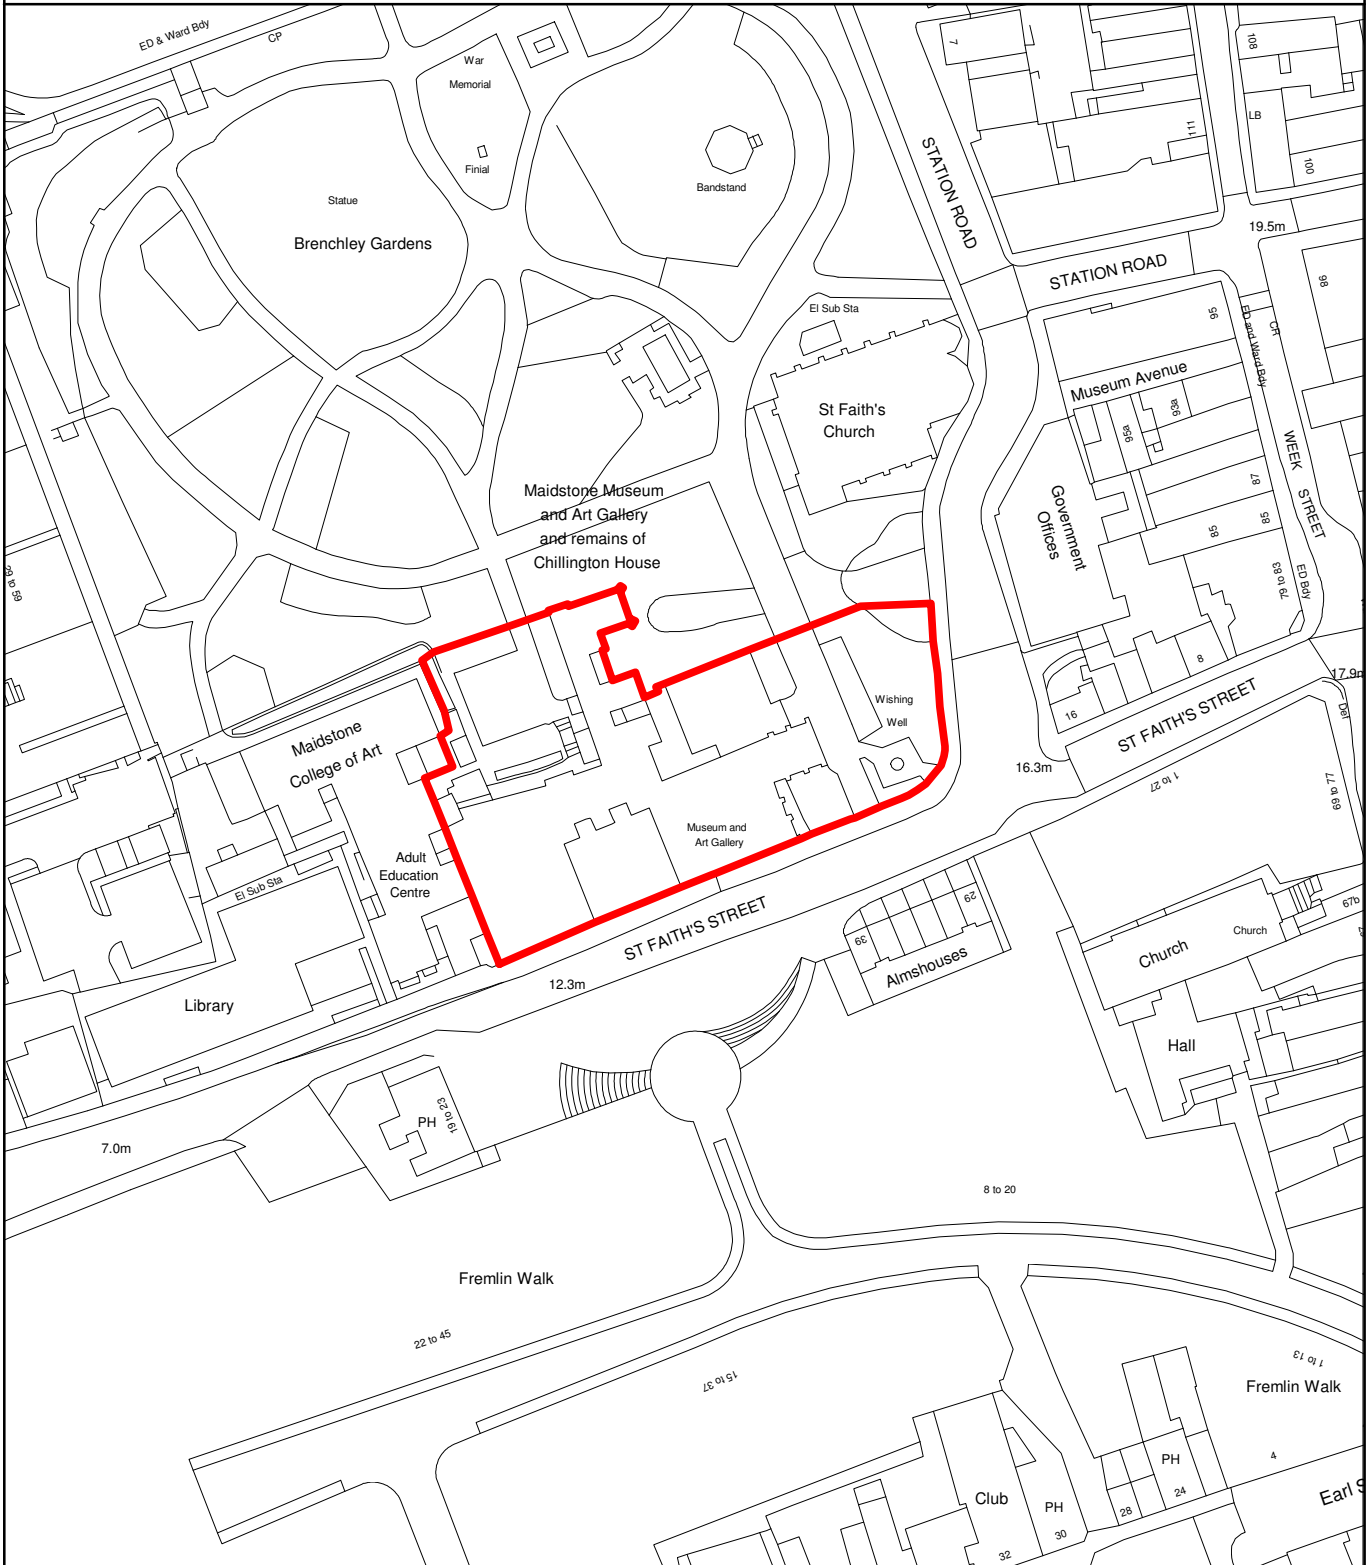 ED & Ward Bdy
CP
War
Memorial
Finial
Statue
Brenchley Gardens
Bandstand
7
STATION ROAD
111
108
LB
100
19.5m
STATION ROAD
El Sub Sta
St Faith's
Church
95
ED and Ward Bdy
CR
98
Museum Avenue
95a
93a
WEEK STREET
87
85
85
Government
Offices
Maidstone Museum
and Art Gallery
and remains of
Chillington House
29 to 59
79 to 83
ED Bdy
8
16
17.9m
Def
ST FAITH'S STREET
16.3m
1 to 27
69 to 77
Wishing
Well
Maidstone
College of Art
Museum and
Art Gallery
Adult
Education
Centre
El Sub Sta
ST FAITH'S STREET
12.3m
39
29
Almshouses
Church
Church
67b
Hall
Library
PH
19 to 23
7.0m
8 to 20
Fremlin Walk
22 to 45
15 to 37
1 to 13
Fremlin Walk
4
PH
24
28
Club
32
PH
30
Earl S